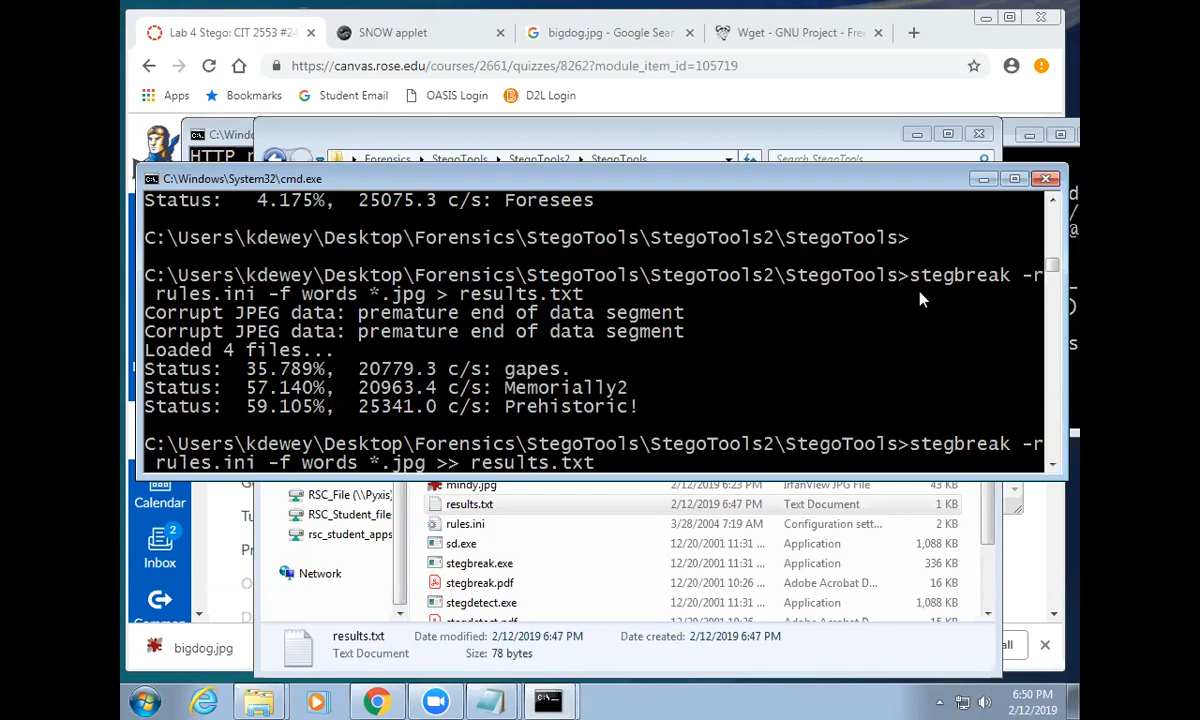 Lab 4 Stego: CIT 2553 #24
SNOW applet
bigdog.jpg - Google Sear
Wget - GNU Project - Fre
https://canvas.rose.edu/courses/2661/quizzes/8262?module_item_id=105719
Apps
Bookmarks
Student Email
OASIS Login
D2L Login
C:\Windo
HTTP r
Forensics
StegoTools
StegoTools2
StegoTools
Search StegoTools
C:\Windows\System32\cmd.exe
Status:   4.175%,  25075.3 c/s: Foresees
C:\Users\kdewey\Desktop\Forensics\StegoTools\StegoTools2\StegoTools>
C:\Users\kdewey\Desktop\Forensics\StegoTools\StegoTools2\StegoTools>stegbreak -r
rules.ini -f words *.jpg > results.txt
Corrupt JPEG data: premature end of data segment
Corrupt JPEG data: premature end of data segment
Loaded 4 files...
Status:  35.789%,  20779.3 c/s: gapes.
Status:  57.140%,  20963.4 c/s: Memorially2
Status:  59.105%,  25341.0 c/s: Prehistoric!
C:\Users\kdewey\Desktop\Forensics\StegoTools\StegoTools2\StegoTools>stegbreak -r
rules.ini -f words *.jpg >> results.txt
mindy.jpg 2/12/2019 6:23 PM IrfanView JPG File 43 KB
results.txt 2/12/2019 6:47 PM Text Document 1 KB
rules.ini 3/28/2004 7:19 AM Configuration sett... 2 KB
sd.exe 12/20/2001 11:31 ... Application 1,088 KB
stegbreak.exe 12/20/2001 11:31 ... Application 336 KB
stegbreak.pdf 12/20/2001 10:26 ... Adobe Acrobat D... 16 KB
stegdetect.exe 12/20/2001 11:31 ... Application 1,088 KB
RSC_File (\\Pyxis)
RSC_Student_file
rsc_student_apps
Network
Calendar
2
Inbox
results.txt Date modified: 2/12/2019 6:47 PM Date created: 2/12/2019 6:47 PM
Text Document Size: 78 bytes
bigdog.jpg
6:50 PM
2/12/2019